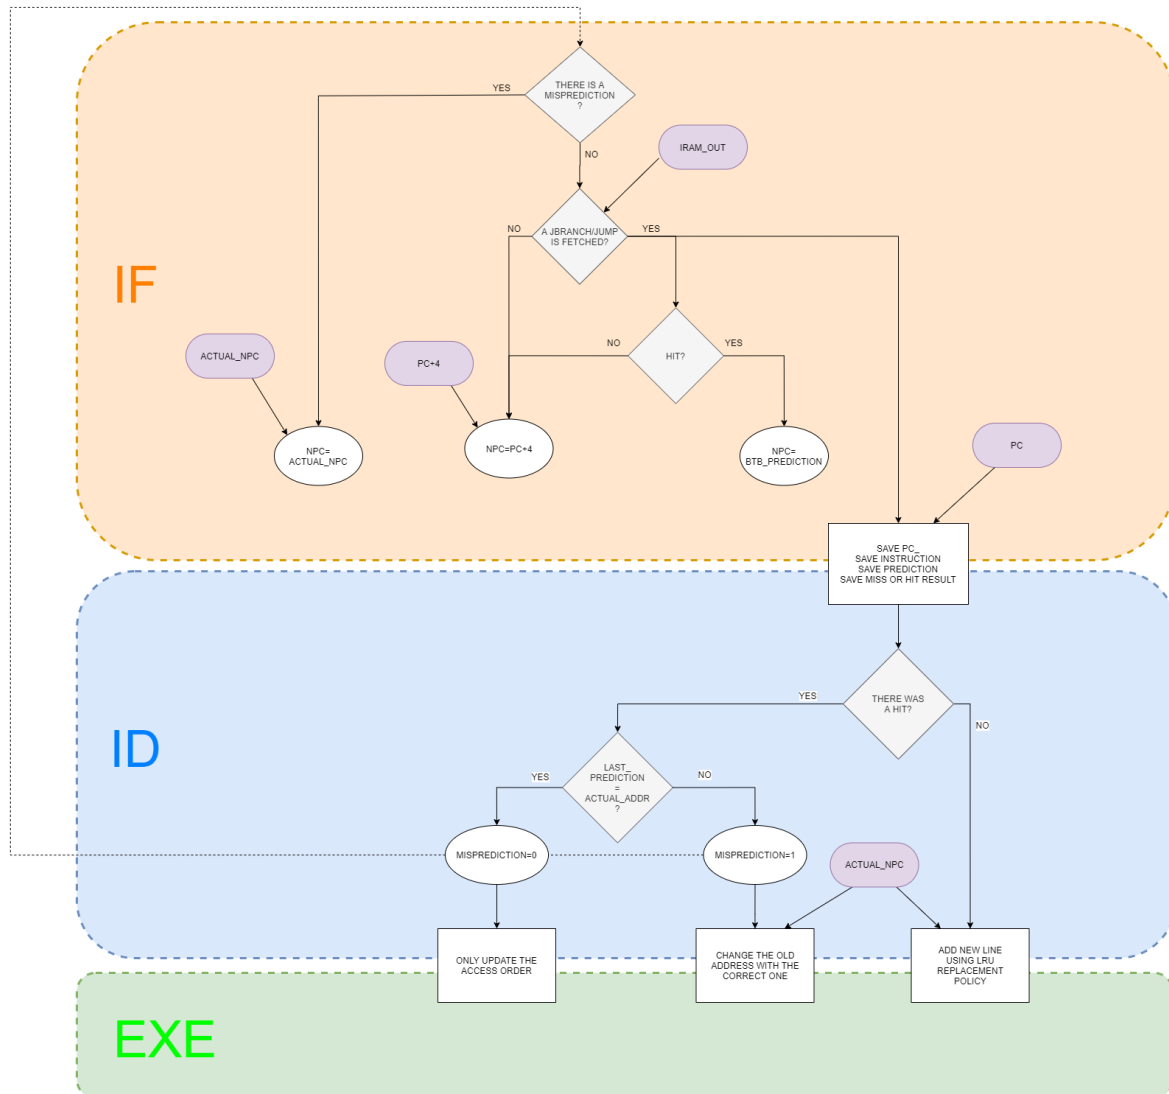 THERE IS A
MISPREDICTION
?
YES
NO
IRAM_OUT
A JBRANCH/JUMP
IS FETCHED?
NO
YES
IF
ACTUAL_NPC
PC+4
NO
HIT?
YES
NPC=
ACTUAL_NPC
NPC=PC+4
NPC=
BTB_PREDICTION
PC
SAVE PC_
SAVE INSTRUCTION
SAVE PREDICTION
SAVE MISS OR HIT RESULT
ID
YES
THERE WAS
A HIT?
NO
YES
LAST_
PREDICTION
=
ACTUAL_ADDR
?
NO
MISPREDICTION=0
MISPREDICTION=1
ACTUAL_NPC
ONLY UPDATE THE
ACCESS ORDER
CHANGE THE OLD
ADDRESS WITH THE
CORRECT ONE
ADD NEW LINE
USING LRU
REPLACEMENT
POLICY
EXE